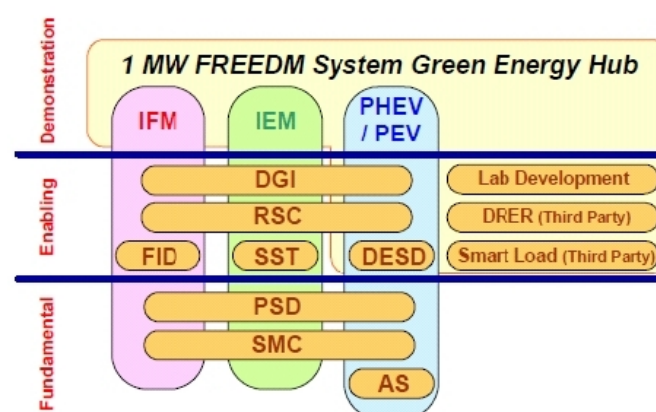 1 MW FREEDM System Green Energy Hub
Demonstration
IFM
IEM
PHEV
/ PEV
Enabling
DGI
Lab Development
RSC
DRER (Third Party)
FID
SST
DESD
Smart Load (Third Party)
Fundamental
PSD
SMC
AS